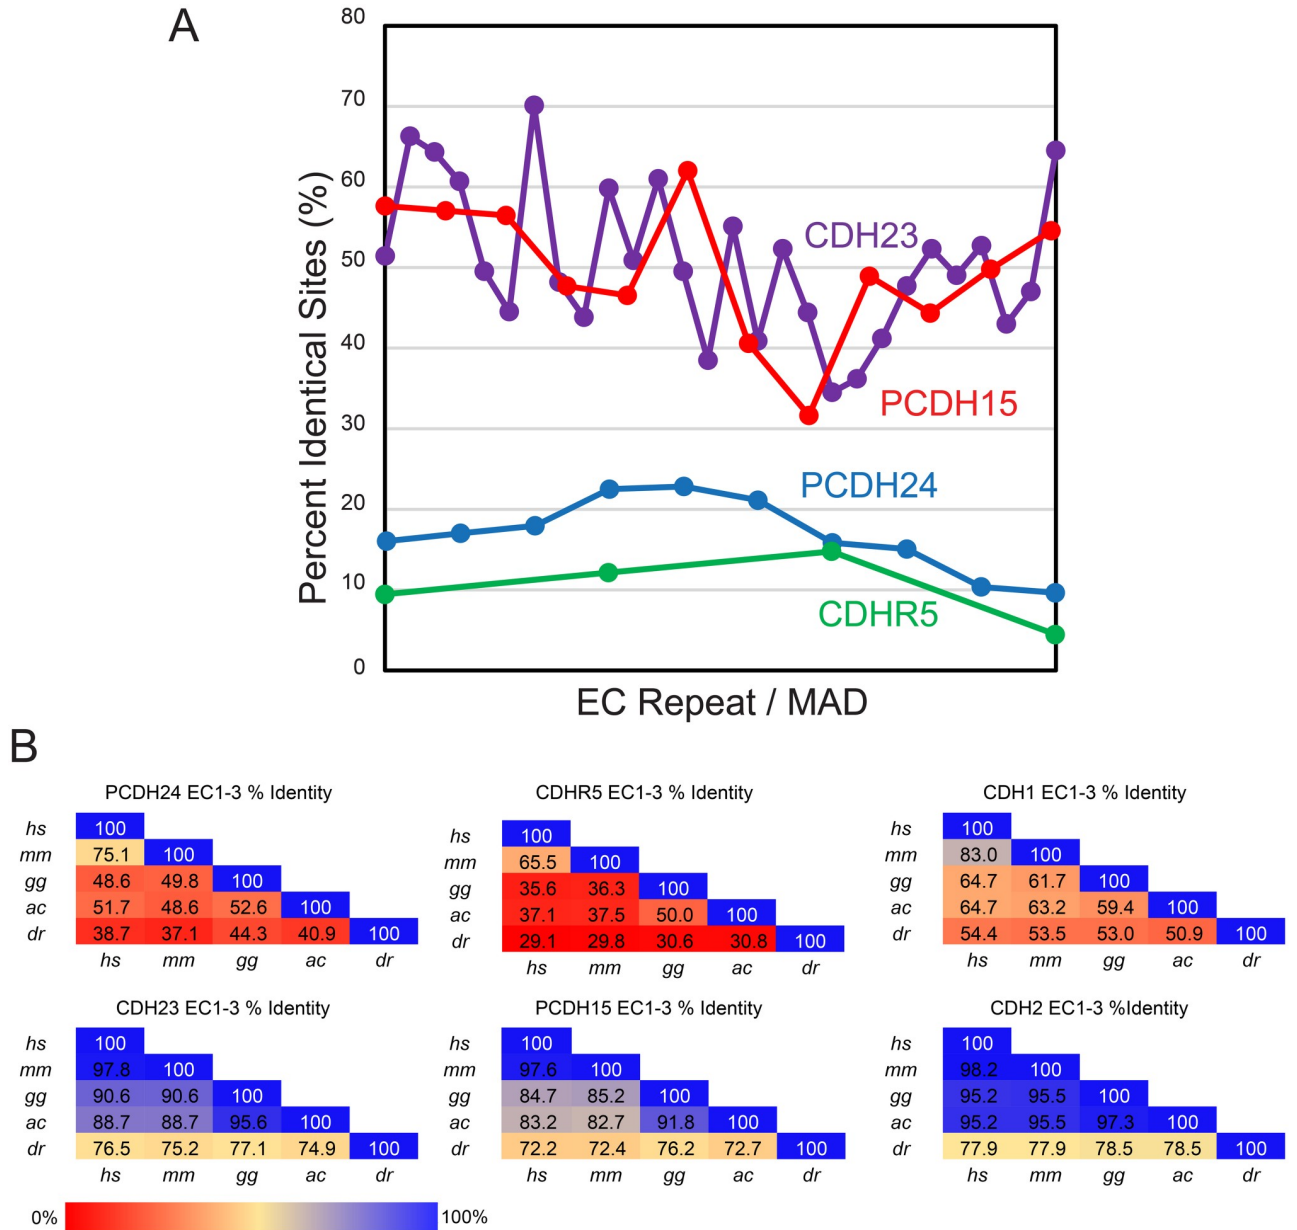 A
80
70
60
50
40
30
20
10
0
Percent Identical Sites (%)
CDH23
PCDH15
PCDH24
CDHR5
EC Repeat / MAD
B
PCDH24 EC1-3 % Identity
hs 100
mm 75.1 100
gg 48.6 49.8 100
ac 51.7 48.6 52.6 100
dr 38.7 37.1 44.3 40.9 100
hs mm gg ac dr
CDHR5 EC1-3 % Identity
hs 100
mm 65.5 100
gg 35.6 36.3 100
ac 37.1 37.5 50.0 100
dr 29.1 29.8 30.6 30.8 100
hs mm gg ac dr
CDH1 EC1-3 % Identity
hs 100
mm 83.0 100
gg 64.7 61.7 100
ac 64.7 63.2 59.4 100
dr 54.4 53.5 53.0 50.9 100
hs mm gg ac dr
CDH23 EC1-3 % Identity
hs 100
mm 97.8 100
gg 90.6 90.6 100
ac 88.7 88.7 95.6 100
dr 76.5 75.2 77.1 74.9 100
hs mm gg ac dr
PCDH15 EC1-3 % Identity
hs 100
mm 97.6 100
gg 84.7 85.2 100
ac 83.2 82.7 91.8 100
dr 72.2 72.4 76.2 72.7 100
hs mm gg ac dr
CDH2 EC1-3 %Identity
hs 100
mm 98.2 100
gg 95.2 95.5 100
ac 95.2 95.5 97.3 100
dr 77.9 77.9 78.5 78.5 100
hs mm gg ac dr
0% 100%